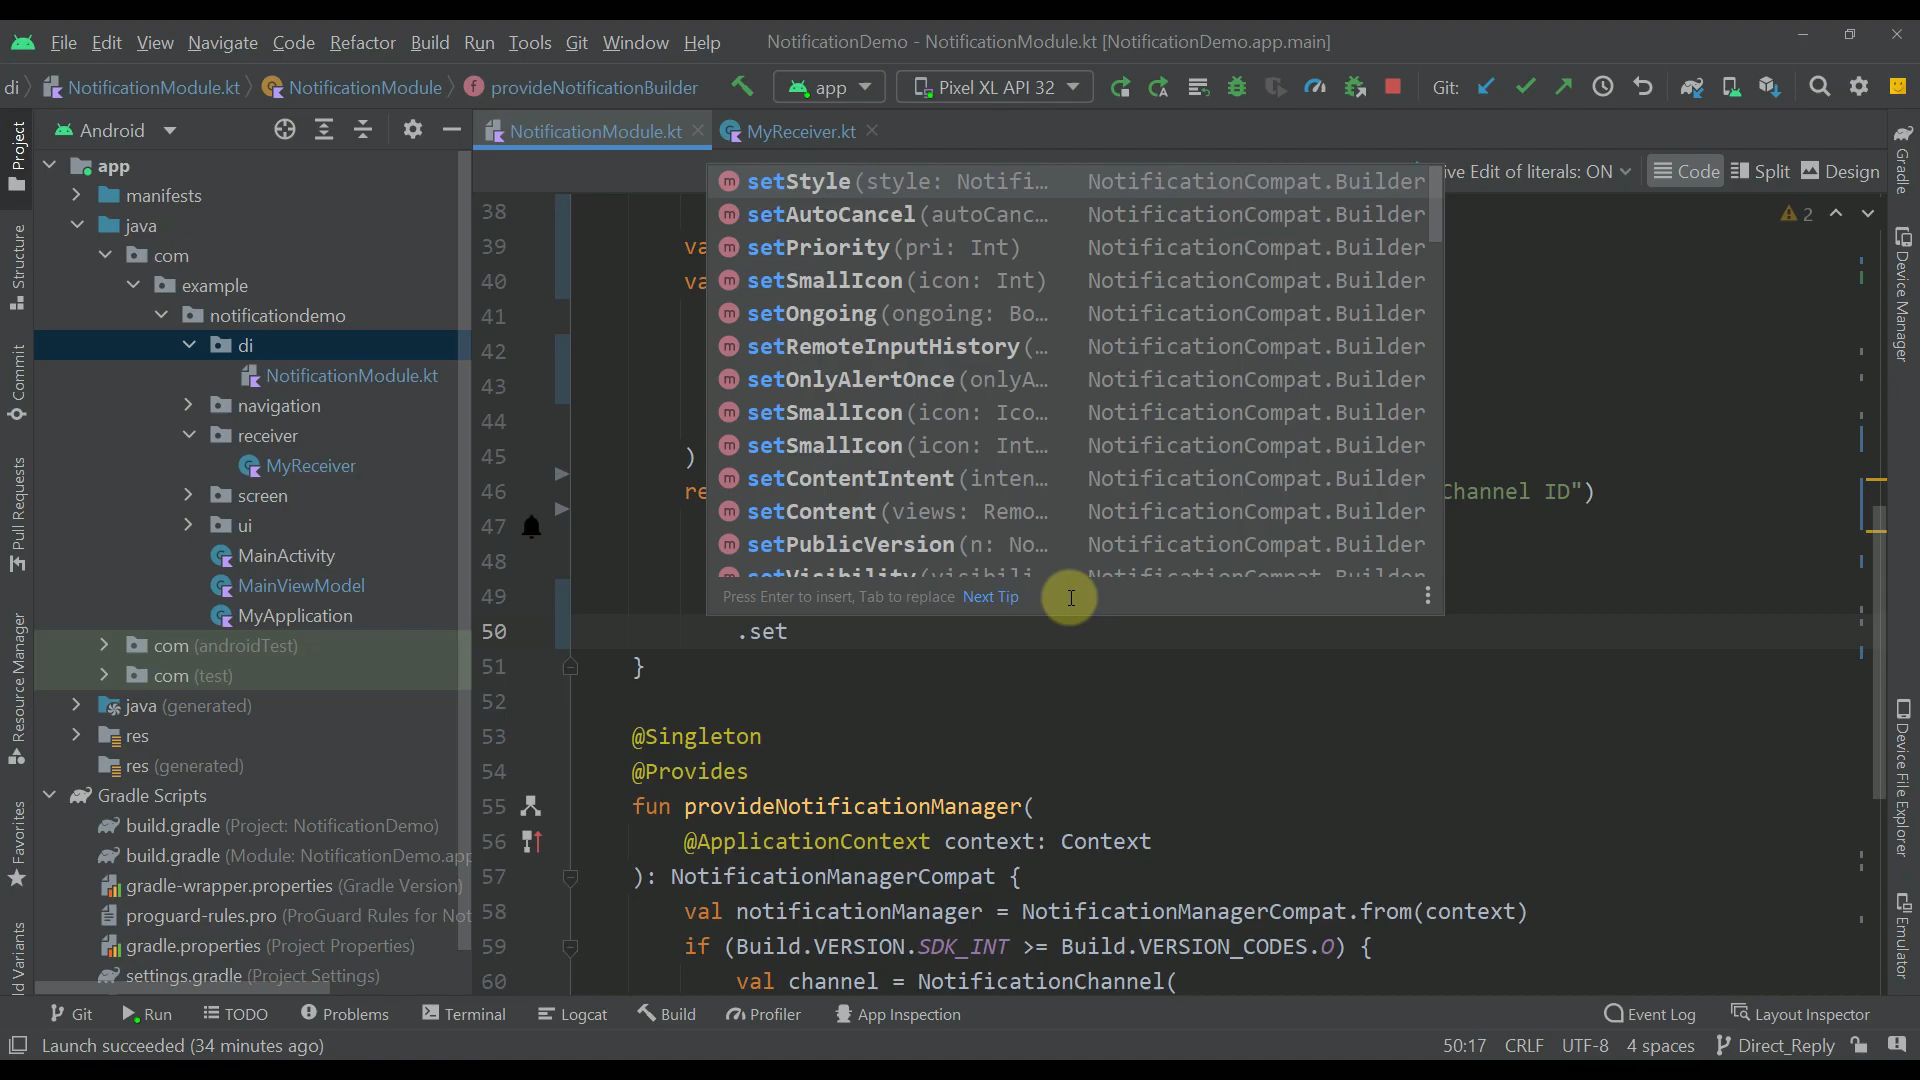 File Edit View Navigate Code Refactor Build Run Tools Git Window Help NotificationDemo - NotificationModule.kt [NotificationDemo.app.main]
di NotificationModule.kt NotificationModule provideNotificationBuilder app Pixel XL API 32 Git:
Project
Structure
Commit
Pull Requests
Resource Manager
Favorites
ld Variants
Android
app
manifests
java
com
example
notificationdemo
di
NotificationModule.kt
navigation
receiver
MyReceiver
screen
ui
MainActivity
MainViewModel
MyApplication
com (androidTest)
com (test)
java (generated)
res
res (generated)
Gradle Scripts
build.gradle (Project: NotificationDemo)
build.gradle (Module: NotificationDemo.app
gradle-wrapper.properties (Gradle Version)
proguard-rules.pro (ProGuard Rules for Not
gradle.properties (Project Properties)
settings.gradle (Project Settings)
NotificationModule.kt MyReceiver.kt
ive Edit of literals: ON Code Split Design
2
setStyle(style: Notifi... NotificationCompat.Builder
setAutoCancel(autoCanc... NotificationCompat.Builder
setPriority(pri: Int) NotificationCompat.Builder
setSmallIcon(icon: Int) NotificationCompat.Builder
setOngoing(ongoing: Bo... NotificationCompat.Builder
setRemoteInputHistory(... NotificationCompat.Builder
setOnlyAlertOnce(onlyA... NotificationCompat.Builder
setSmallIcon(icon: Ico... NotificationCompat.Builder
setSmallIcon(icon: Int... NotificationCompat.Builder
setContentIntent(inten... NotificationCompat.Builder
setContent(views: Remo... NotificationCompat.Builder
setPublicVersion(n: No... NotificationCompat.Builder
setVisibility(visibili... NotificationCompat.Builder
Press Enter to insert, Tab to replace Next Tip
38
39 va
40 va
41
42
43
44
45 )
46 re Channel ID")
47
48
49
50 .set
51 }
52
53 @Singleton
54 @Provides
55 fun provideNotificationManager(
56 @ApplicationContext context: Context
57 ): NotificationManagerCompat {
58 val notificationManager = NotificationManagerCompat.from(context)
59 if (Build.VERSION.SDK_INT >= Build.VERSION_CODES.O) {
60 val channel = NotificationChannel(
Gradle
Device Manager
Device File Explorer
Emulator
Git Run TODO Problems Terminal Logcat Build Profiler App Inspection Event Log Layout Inspector
Launch succeeded (34 minutes ago) 50:17 CRLF UTF-8 4 spaces Direct_Reply